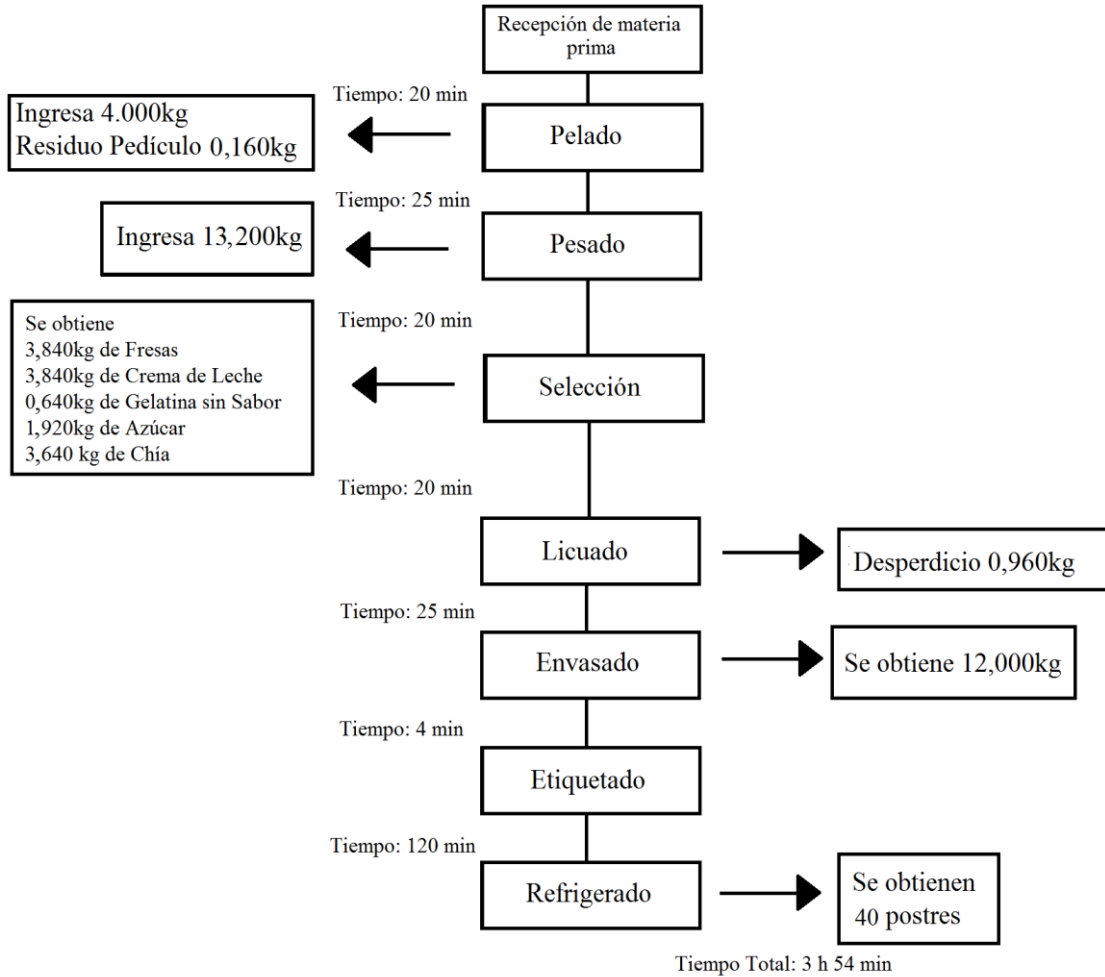 Recepción de materia
prima
Tiempo: 20 min
Ingresa 4.000kg
Residuo Pedículo 0,160kg
Pelado
Tiempo: 25 min
Ingresa 13,200kg
Pesado
Tiempo: 20 min
Se obtiene
3,840kg de Fresas
3,840kg de Crema de Leche
0,640kg de Gelatina sin Sabor
1,920kg de Azúcar
3,640 kg de Chía
Selección
Tiempo: 20 min
Licuado
Desperdicio 0,960kg
Tiempo: 25 min
Envasado
Se obtiene 12,000kg
Tiempo: 4 min
Etiquetado
Tiempo: 120 min
Refrigerado
Se obtienen
40 postres
Tiempo Total: 3 h 54 min